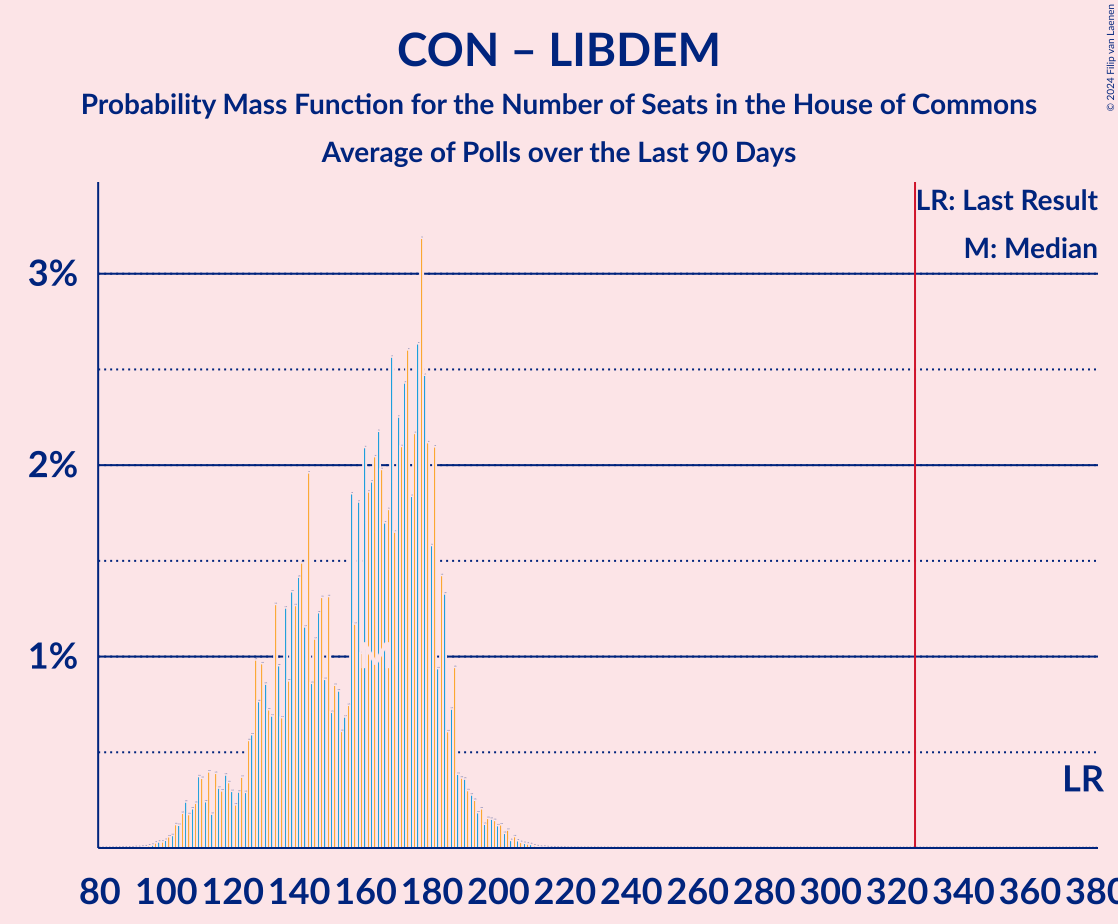 CON – LIBDEM
Probability Mass Function for the Number of Seats in the House of Commons
Average of Polls over the Last 90 Days
© 2024 Filip van Laenen
LR: Last Result
M: Median
3%
2%
1%
M
LR
80 100 120 140 160 180 200 220 240 260 280 300 320 340 360 380